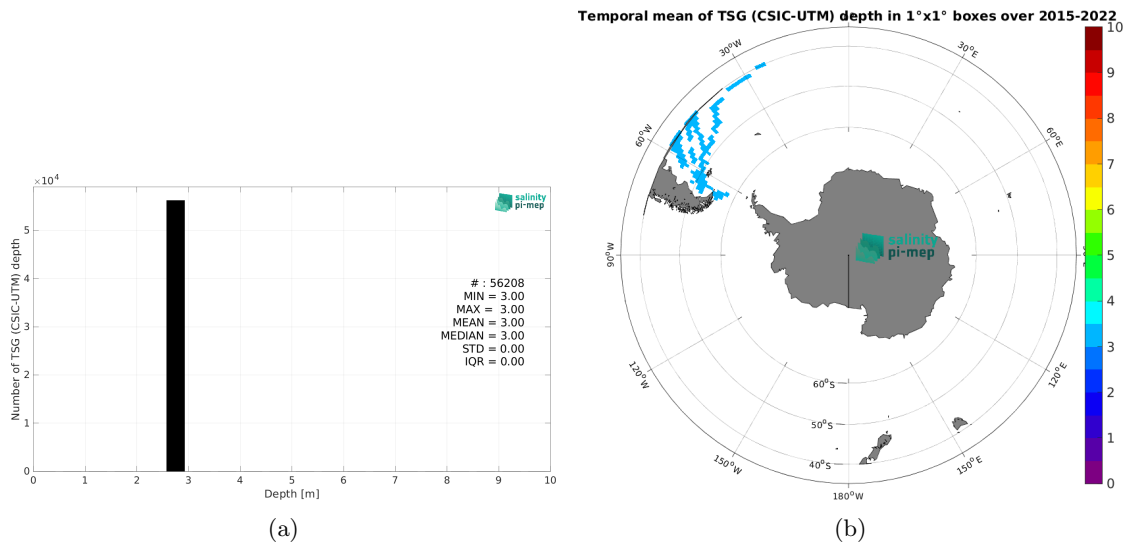 Temporal mean of TSG (CSIC-UTM) depth in 1°x1° boxes over 2015-2022
×10⁴
5
4
3
2
1
0
Number of TSG (CSIC-UTM) depth
salinity
pi-mep
# : 56208
MIN = 3.00
MAX = 3.00
MEAN = 3.00
MEDIAN = 3.00
STD = 0.00
IQR = 0.00
0 1 2 3 4 5 6 7 8 9 10
Depth [m]
(a)
30°W
30°E
60°W
60°E
90°W
120°W
120°E
150°W
150°E
180°W
60°S
50°S
40°S
salinity
pi-mep
10
9
8
7
6
5
4
3
2
1
0
(b)